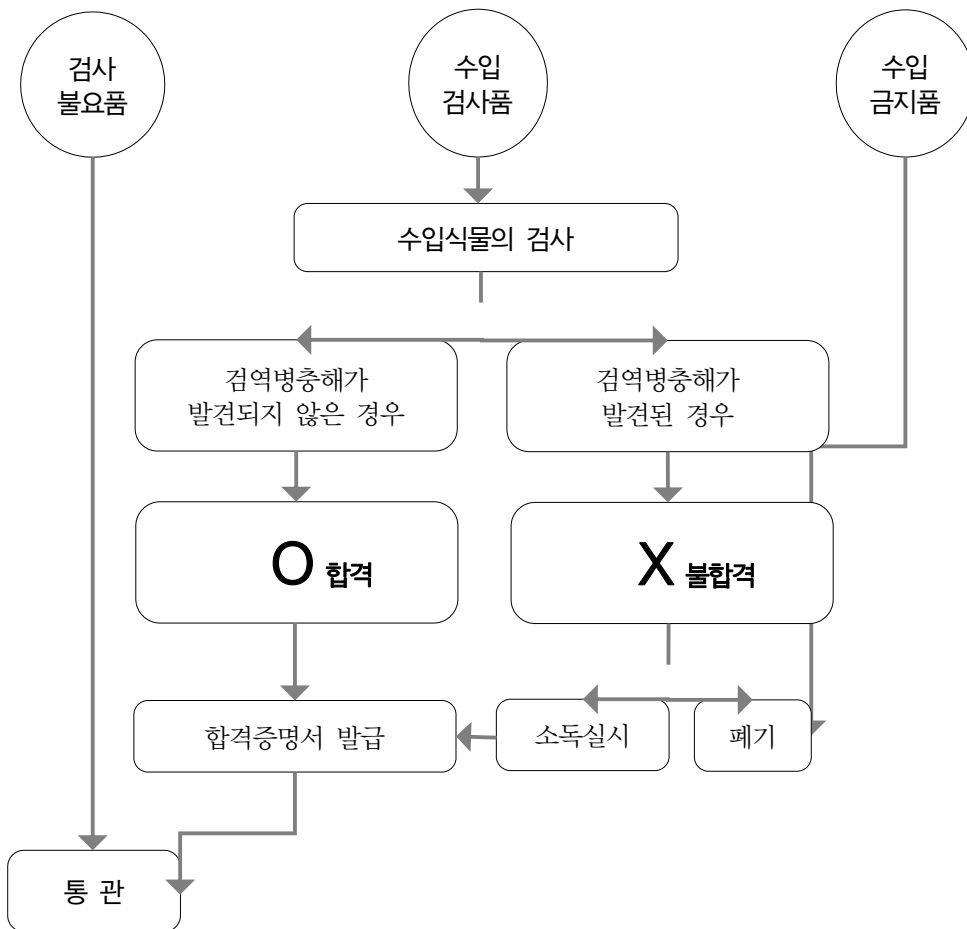 검사
불요품
수입
검사품
수입
금지품
수입식물의 검사
검역병충해가
발견되지 않은 경우
검역병충해가
발견된 경우
O 합격
X 불합격
합격증명서 발급
소독실시
폐기
통 관